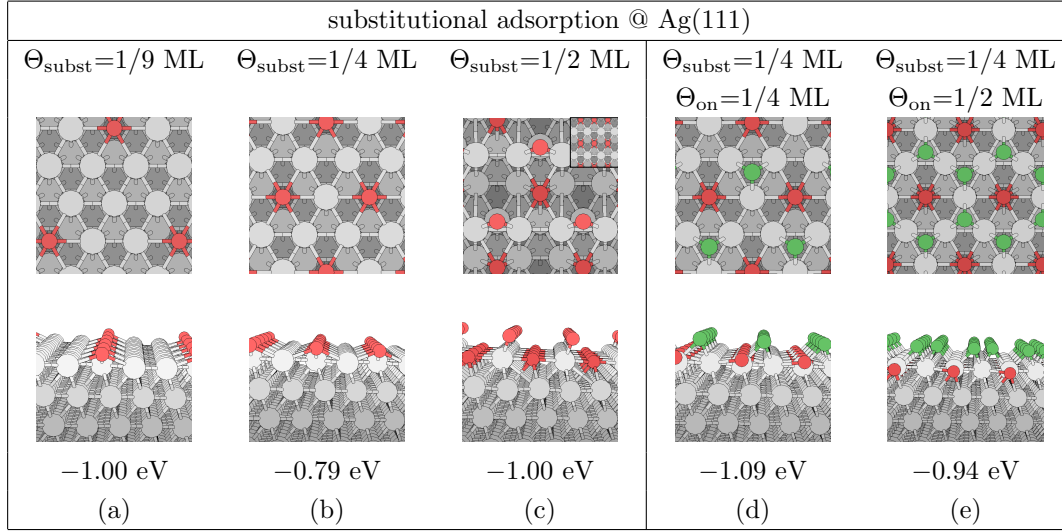 substitutional adsorption @ Ag(111)
Θsubst=1/9 ML Θsubst=1/4 ML Θsubst=1/2 ML Θsubst=1/4 ML Θsubst=1/4 ML
Θon=1/4 ML Θon=1/2 ML
−1.00 eV −0.79 eV −1.00 eV −1.09 eV −0.94 eV
(a) (b) (c) (d) (e)